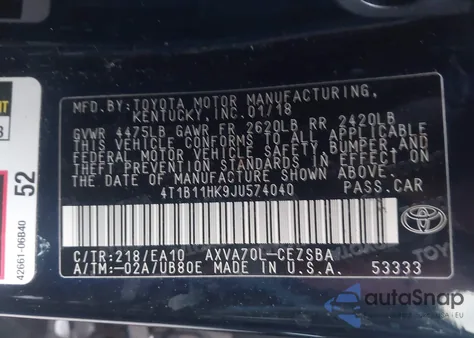 MFD.BY:TOYOTA MOTOR MANUFACTURING,
KENTUCKY, INC.01/18
GVWR 4475LB GAWR FR 2620LB RR 2420LB
THIS VEHICLE CONFORMS TO ALL APPLICABLE
FEDERAL MOTOR VEHICLE SAFETY, BUMPER, AND
THEFT PREVENTION STANDARDS IN EFFECT ON
THE DATE OF MANUFACTURE SHOWN ABOVE.
4T1B11HK9JU574040 PASS.CAR
C/TR:218/EA10 AXVA70L-CEZSBA
A/TM:-02A/UB80E MADE IN U.S.A. 53333
TOY
52
42661-06B40
autoSnap